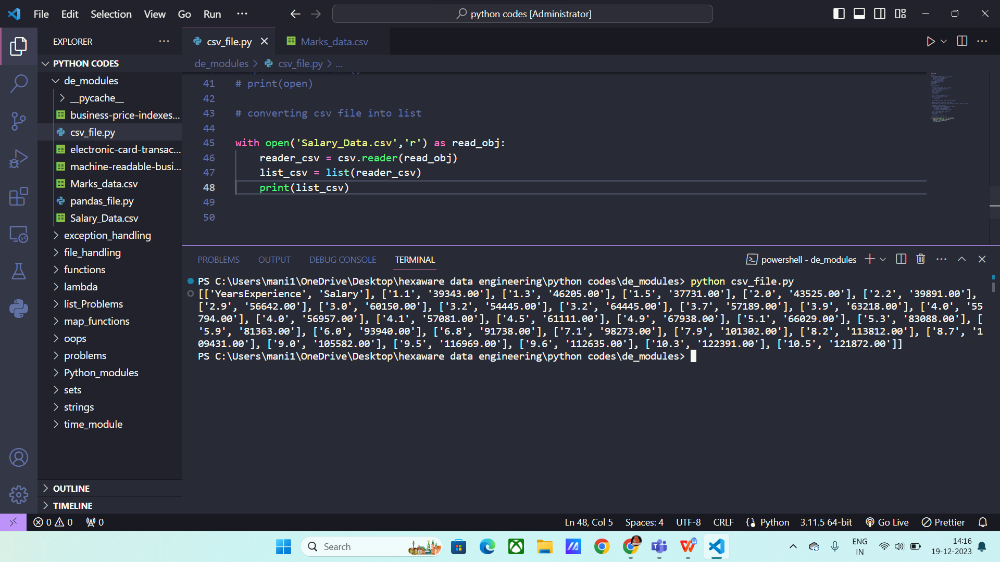 File Edit Selection View Go Run ···
python codes [Administrator]
EXPLORER
PYTHON CODES
de_modules
__pycache__
business-price-indexes...
csv_file.py
electronic-card-transac...
machine-readable-busi...
Marks_data.csv
pandas_file.py
Salary_Data.csv
exception_handling
file_handling
functions
lambda
list_Problems
map_functions
oops
problems
Python_modules
sets
strings
time_module
OUTLINE
TIMELINE
csv_file.py
Marks_data.csv
de_modules > csv_file.py > ...
41 # print(open)
42
43 # converting csv file into list
44
45 with open('Salary_Data.csv','r') as read_obj:
46 reader_csv = csv.reader(read_obj)
47 list_csv = list(reader_csv)
48 print(list_csv)
49
50
PROBLEMS OUTPUT DEBUG CONSOLE TERMINAL
powershell - de_modules
PS C:\Users\mani1\OneDrive\Desktop\hexaware data engineering\python codes\de_modules> python csv_file.py
[['YearsExperience', 'Salary'], ['1.1', '39343.00'], ['1.3', '46205.00'], ['1.5', '37731.00'], ['2.0', '43525.00'], ['2.2', '39891.00'],
['2.9', '56642.00'], ['3.0', '60150.00'], ['3.2', '54445.00'], ['3.2', '64445.00'], ['3.7', '57189.00'], ['3.9', '63218.00'], ['4.0', '55
794.00'], ['4.0', '56957.00'], ['4.1', '57081.00'], ['4.5', '61111.00'], ['4.9', '67938.00'], ['5.1', '66029.00'], ['5.3', '83088.00'], [
'5.9', '81363.00'], ['6.0', '93940.00'], ['6.8', '91738.00'], ['7.1', '98273.00'], ['7.9', '101302.00'], ['8.2', '113812.00'], ['8.7', '1
09431.00'], ['9.0', '105582.00'], ['9.5', '116969.00'], ['9.6', '112635.00'], ['10.3', '122391.00'], ['10.5', '121872.00']]
PS C:\Users\mani1\OneDrive\Desktop\hexaware data engineering\python codes\de_modules>
0 0 0
Ln 48, Col 5 Spaces: 4 UTF-8 CRLF Python 3.11.5 64-bit Go Live Prettier
Search
ENG
IN
14:16
19-12-2023